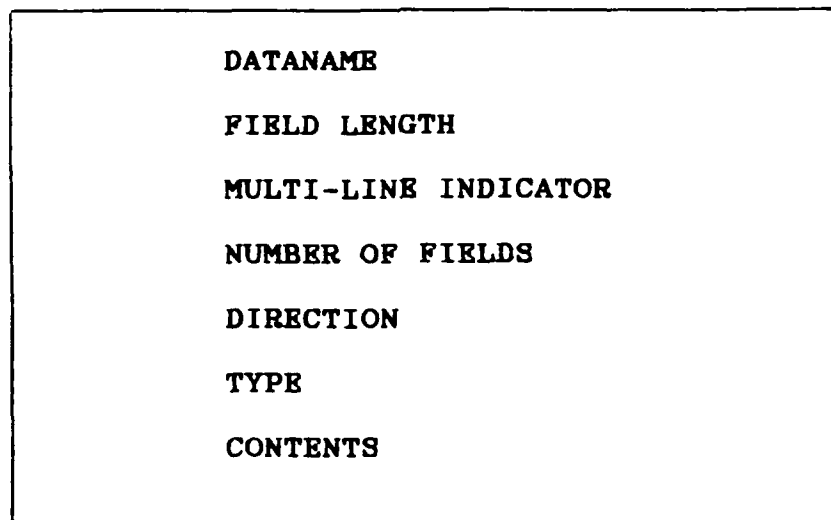 DATANAME
FIELD LENGTH
MULTI-LINE INDICATOR
NUMBER OF FIELDS
DIRECTION
TYPE
CONTENTS